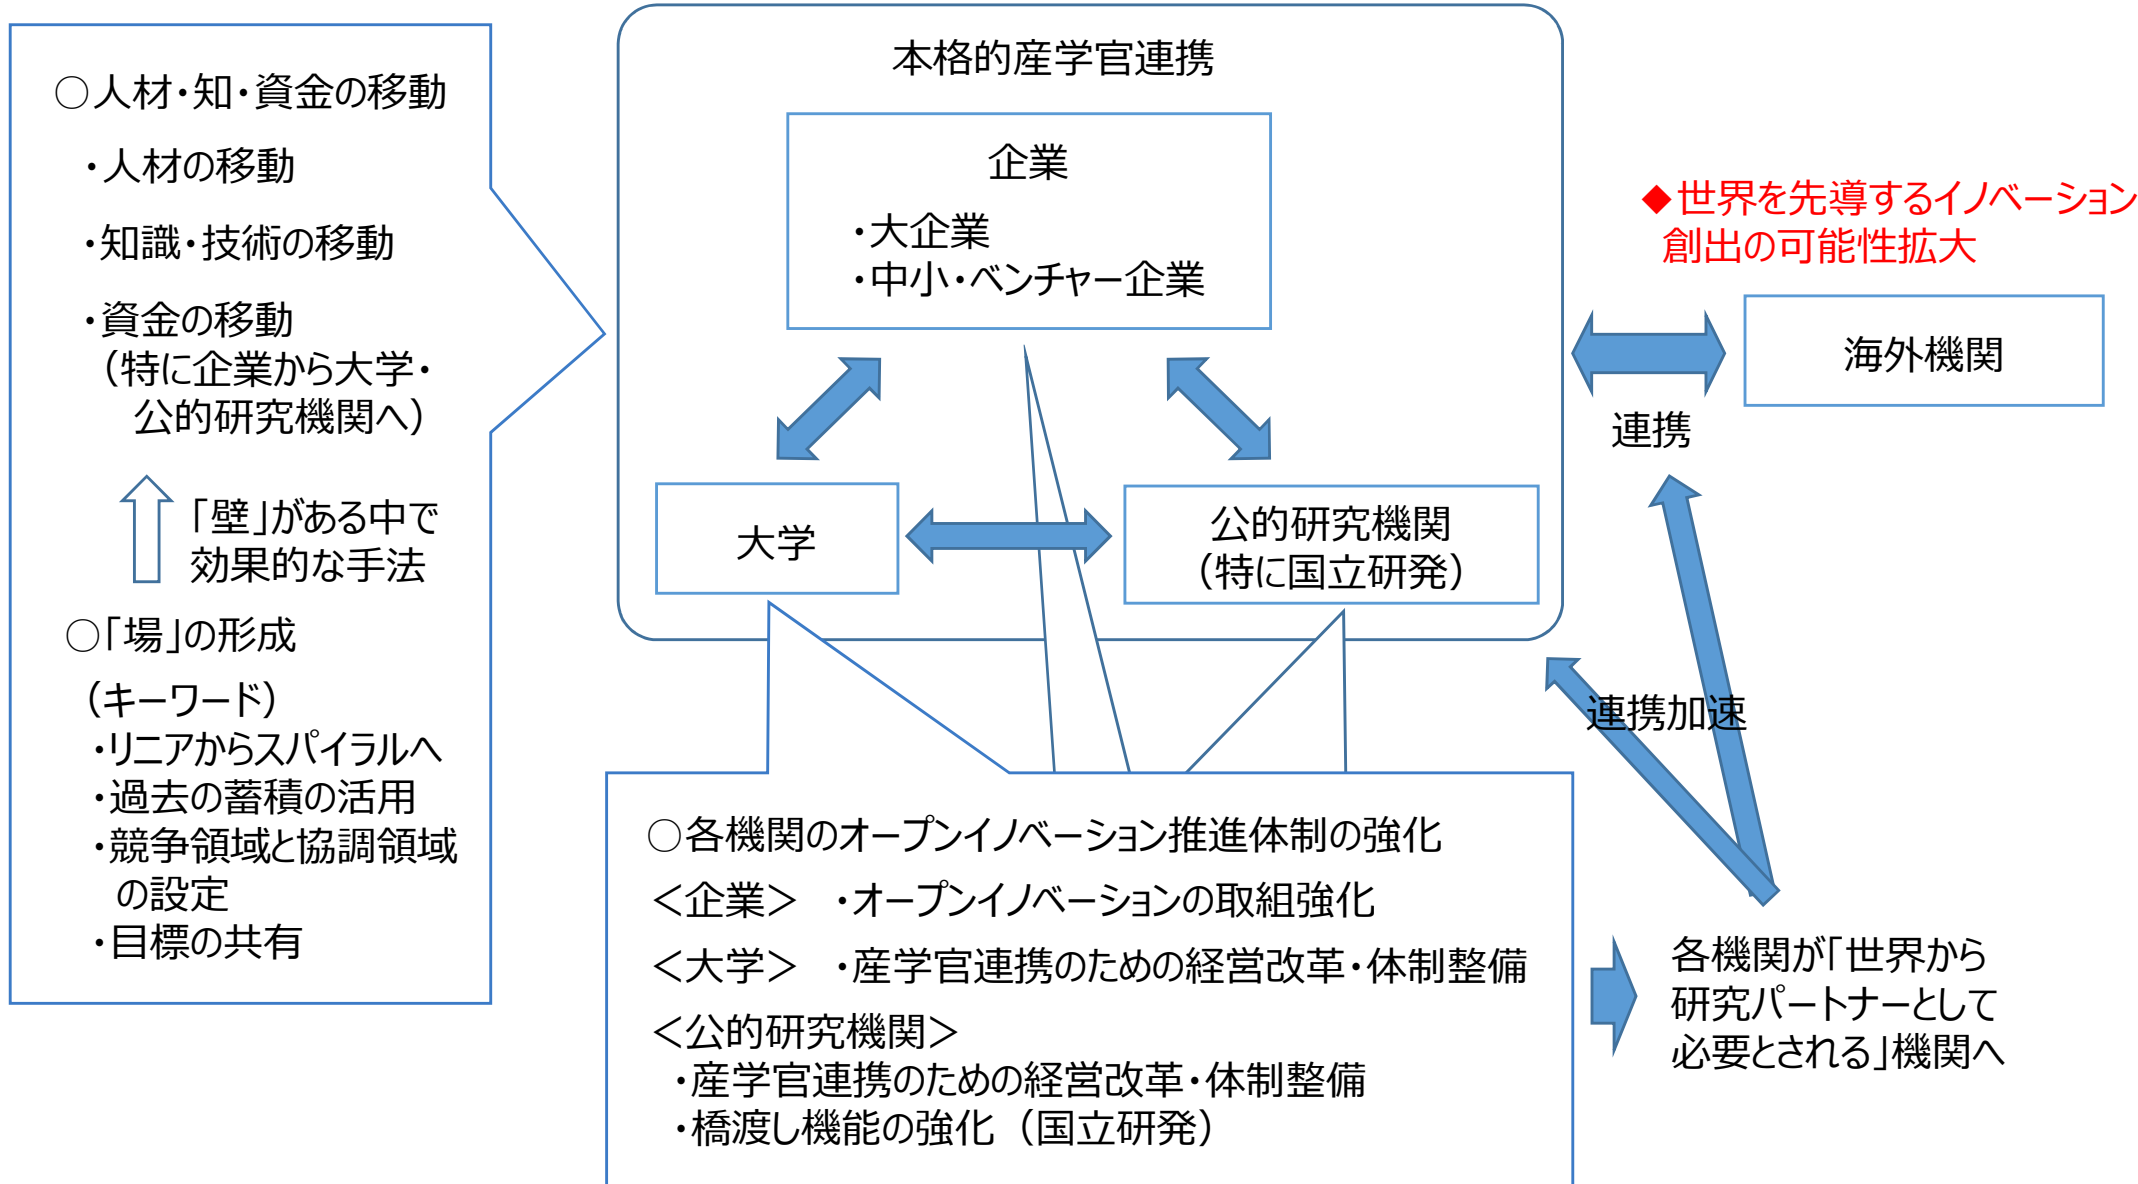 ○人材・知・資金の移動
・人材の移動
・知識・技術の移動
・資金の移動
（特に企業から大学・
公的研究機関へ）
「壁」がある中で
効果的な手法
○「場」の形成
（キーワード）
・リニアからスパイラルへ
・過去の蓄積の活用
・競争領域と協調領域
の設定
・目標の共有
本格的産学官連携
企業
・大企業
・中小・ベンチャー企業
大学
公的研究機関
（特に国立研発）
◆世界を先導するイノベーション
創出の可能性拡大
海外機関
連携
連携加速
○各機関のオープンイノベーション推進体制の強化
＜企業＞　・オープンイノベーションの取組強化
＜大学＞　・産学官連携のための経営改革・体制整備
＜公的研究機関＞
・産学官連携のための経営改革・体制整備
・橋渡し機能の強化（国立研発）
各機関が「世界から
研究パートナーとして
必要とされる」機関へ